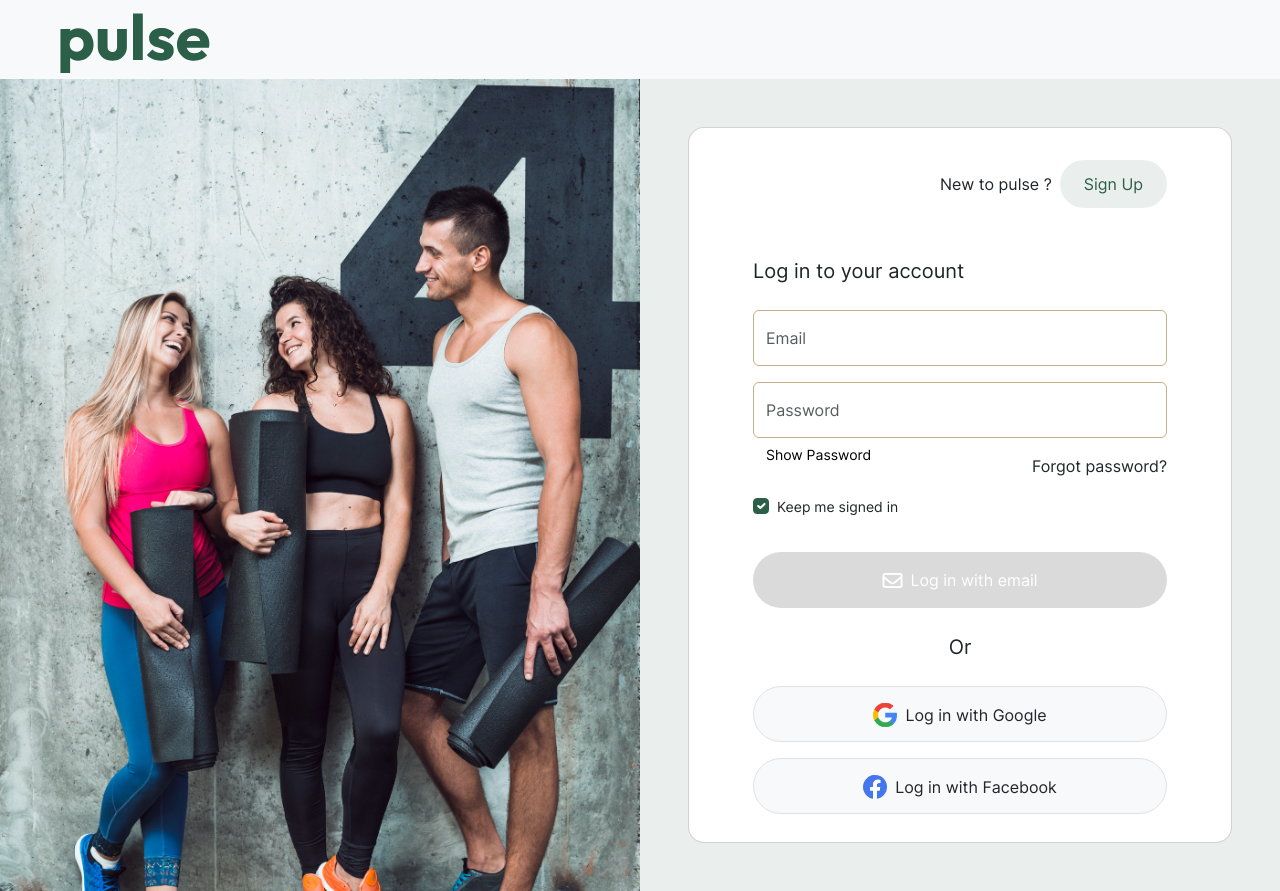 pulse
4
New to pulse ? Sign Up
Log in to your account
Email
Password
Show Password
Forgot password?
Keep me signed in
Log in with email
Or
Log in with Google
Log in with Facebook